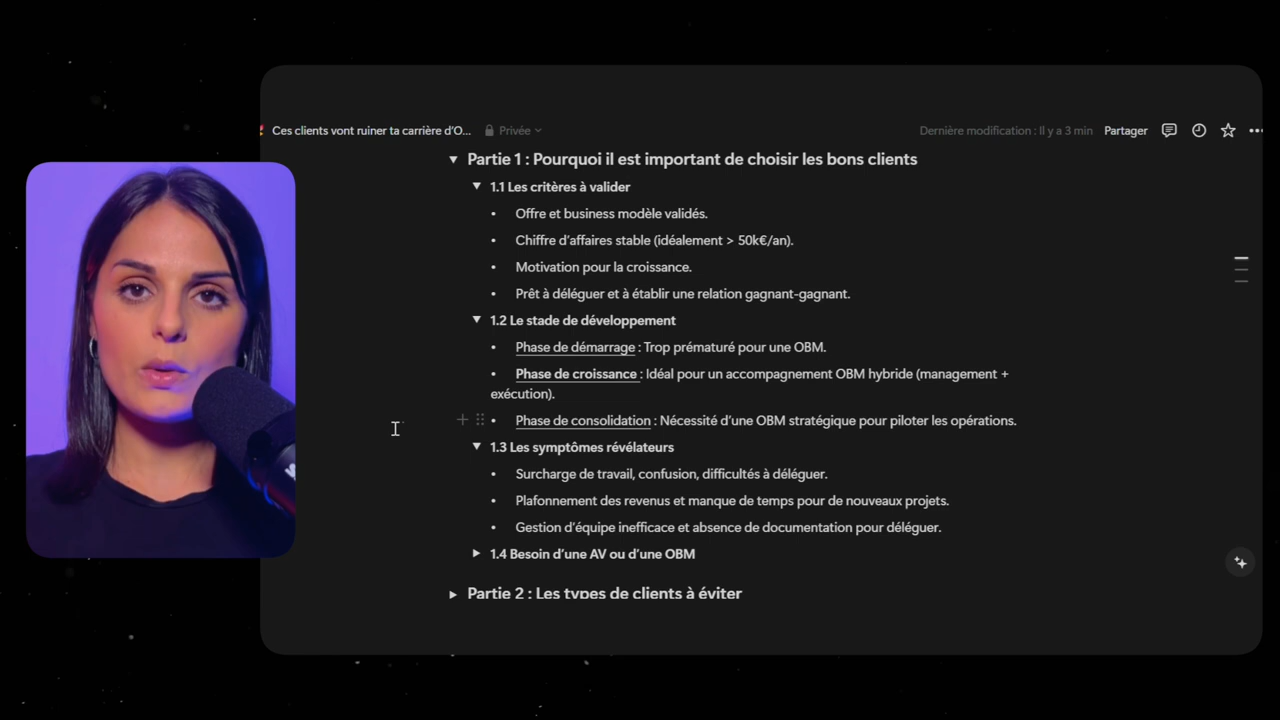 Ces clients vont ruiner ta carrière d'O... Privée Dernière modification : Il y a 3 min Partager
Partie 1 : Pourquoi il est important de choisir les bons clients
1.1 Les critères à valider
• Offre et business modèle validés.
• Chiffre d'affaires stable (idéalement > 50k€/an).
• Motivation pour la croissance.
• Prêt à déléguer et à établir une relation gagnant-gagnant.
1.2 Le stade de développement
• Phase de démarrage : Trop prématuré pour une OBM.
• Phase de croissance : Idéal pour un accompagnement OBM hybride (management +
exécution).
• Phase de consolidation : Nécessité d'une OBM stratégique pour piloter les opérations.
1.3 Les symptômes révélateurs
• Surcharge de travail, confusion, difficultés à déléguer.
• Plafonnement des revenus et manque de temps pour de nouveaux projets.
• Gestion d'équipe inefficace et absence de documentation pour déléguer.
1.4 Besoin d'une AV ou d'une OBM
Partie 2 : Les types de clients à éviter